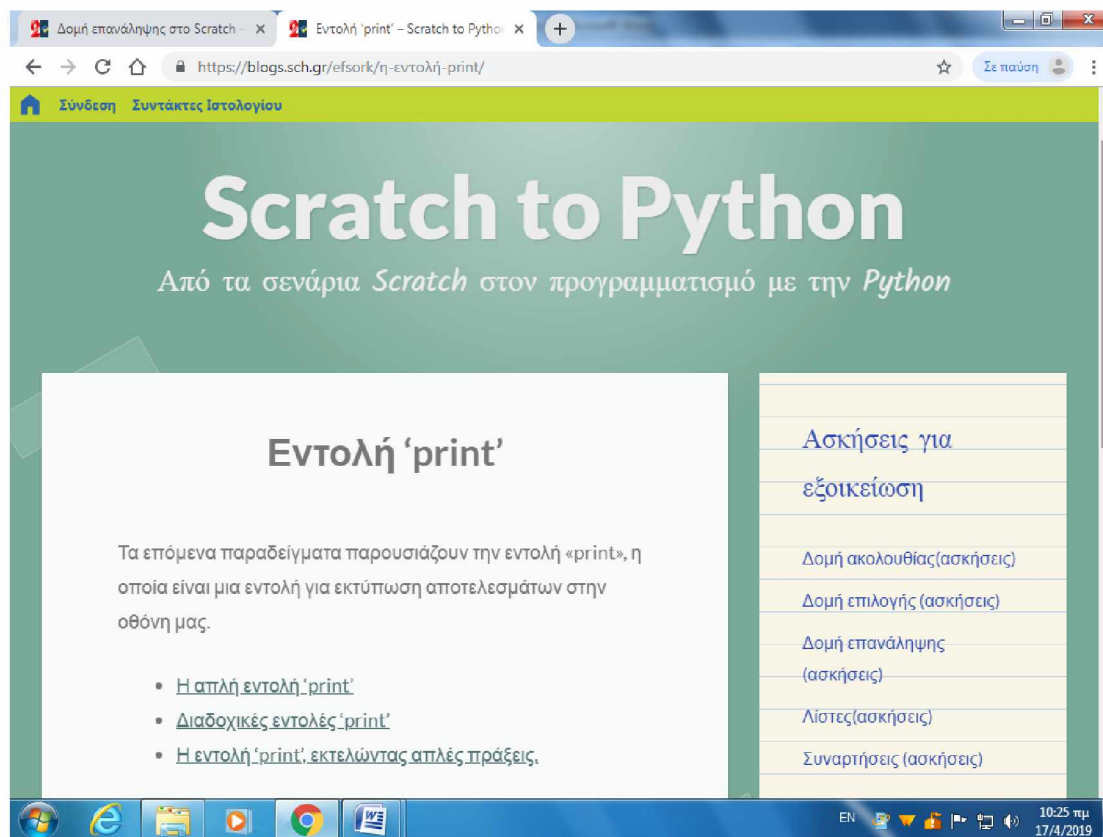 Δομή επανάληψης στο Scratch –
Εντολή 'print' – Scratch to Pytho
https://blogs.sch.gr/efsork/η-εντολή-print/
Σε παύση
Σύνδεση Συντάκτες Ιστολογίου
Scratch to Python
Από τα σενάρια Scratch στον προγραμματισμό με την Python
Εντολή ‘print’
Τα επόμενα παραδείγματα παρουσιάζουν την εντολή «print», η
οποία είναι μια εντολή για εκτύπωση αποτελεσμάτων στην
οθόνη μας.
Η απλή εντολή ‘print’
Διαδοχικές εντολές ‘print’
Η εντολή ‘print’, εκτελώντας απλές πράξεις.
Ασκήσεις για
εξοικείωση
Δομή ακολουθίας(ασκήσεις)
Δομή επιλογής (ασκήσεις)
Δομή επανάληψης
(ασκήσεις)
Λίστες(ασκήσεις)
Συναρτήσεις (ασκήσεις)
EN
10:25 πμ
17/4/2019